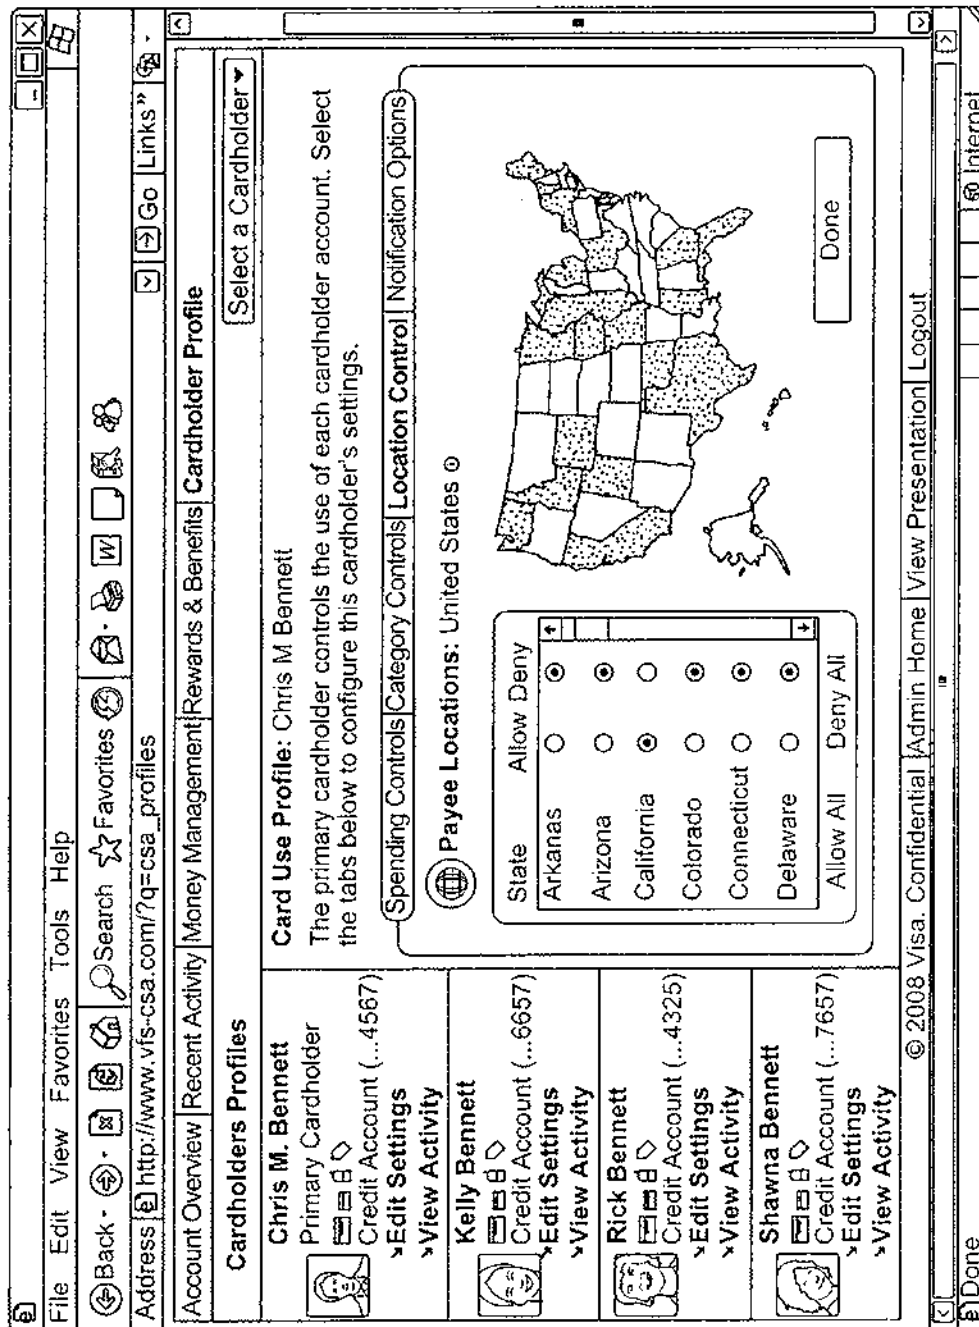 File Edit View Favorites Tools Help
Back Search Favorites W
Address http://www.vfs-csa.com/?q=csa_profiles Go Links»
Account Overview Recent Activity Money Management Rewards & Benefits Cardholder Profile
Select a Cardholder
Cardholders Profiles
Chris M. Bennett
Primary Cardholder
Credit Account (...4567)
Edit Settings
View Activity
Kelly Bennett
Credit Account (...6657)
Edit Settings
View Activity
Rick Bennett
Credit Account (...4325)
Edit Settings
View Activity
Shawna Bennett
Credit Account (...7657)
Edit Settings
View Activity
Card Use Profile: Chris M Bennett
The primary cardholder controls the use of each cardholder account. Select
the tabs below to configure this cardholder's settings.
Spending Controls Category Controls Location Control Notification Options
Payee Locations: United States
State Allow Deny
Arkansas
Arizona
California
Colorado
Connecticut
Delaware
Allow All Deny All
Done
© 2008 Visa. Confidential Admin Home View Presentation Logout
Done Internet